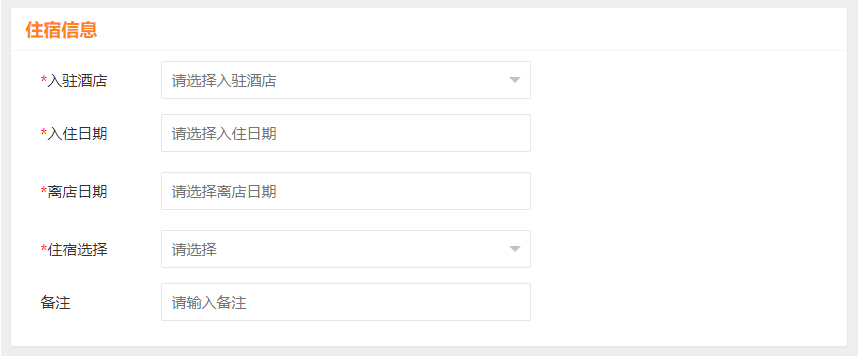 住宿信息
*入驻酒店 请选择入驻酒店
*入住日期 请选择入住日期
*离店日期 请选择离店日期
*住宿选择 请选择
备注 请输入备注